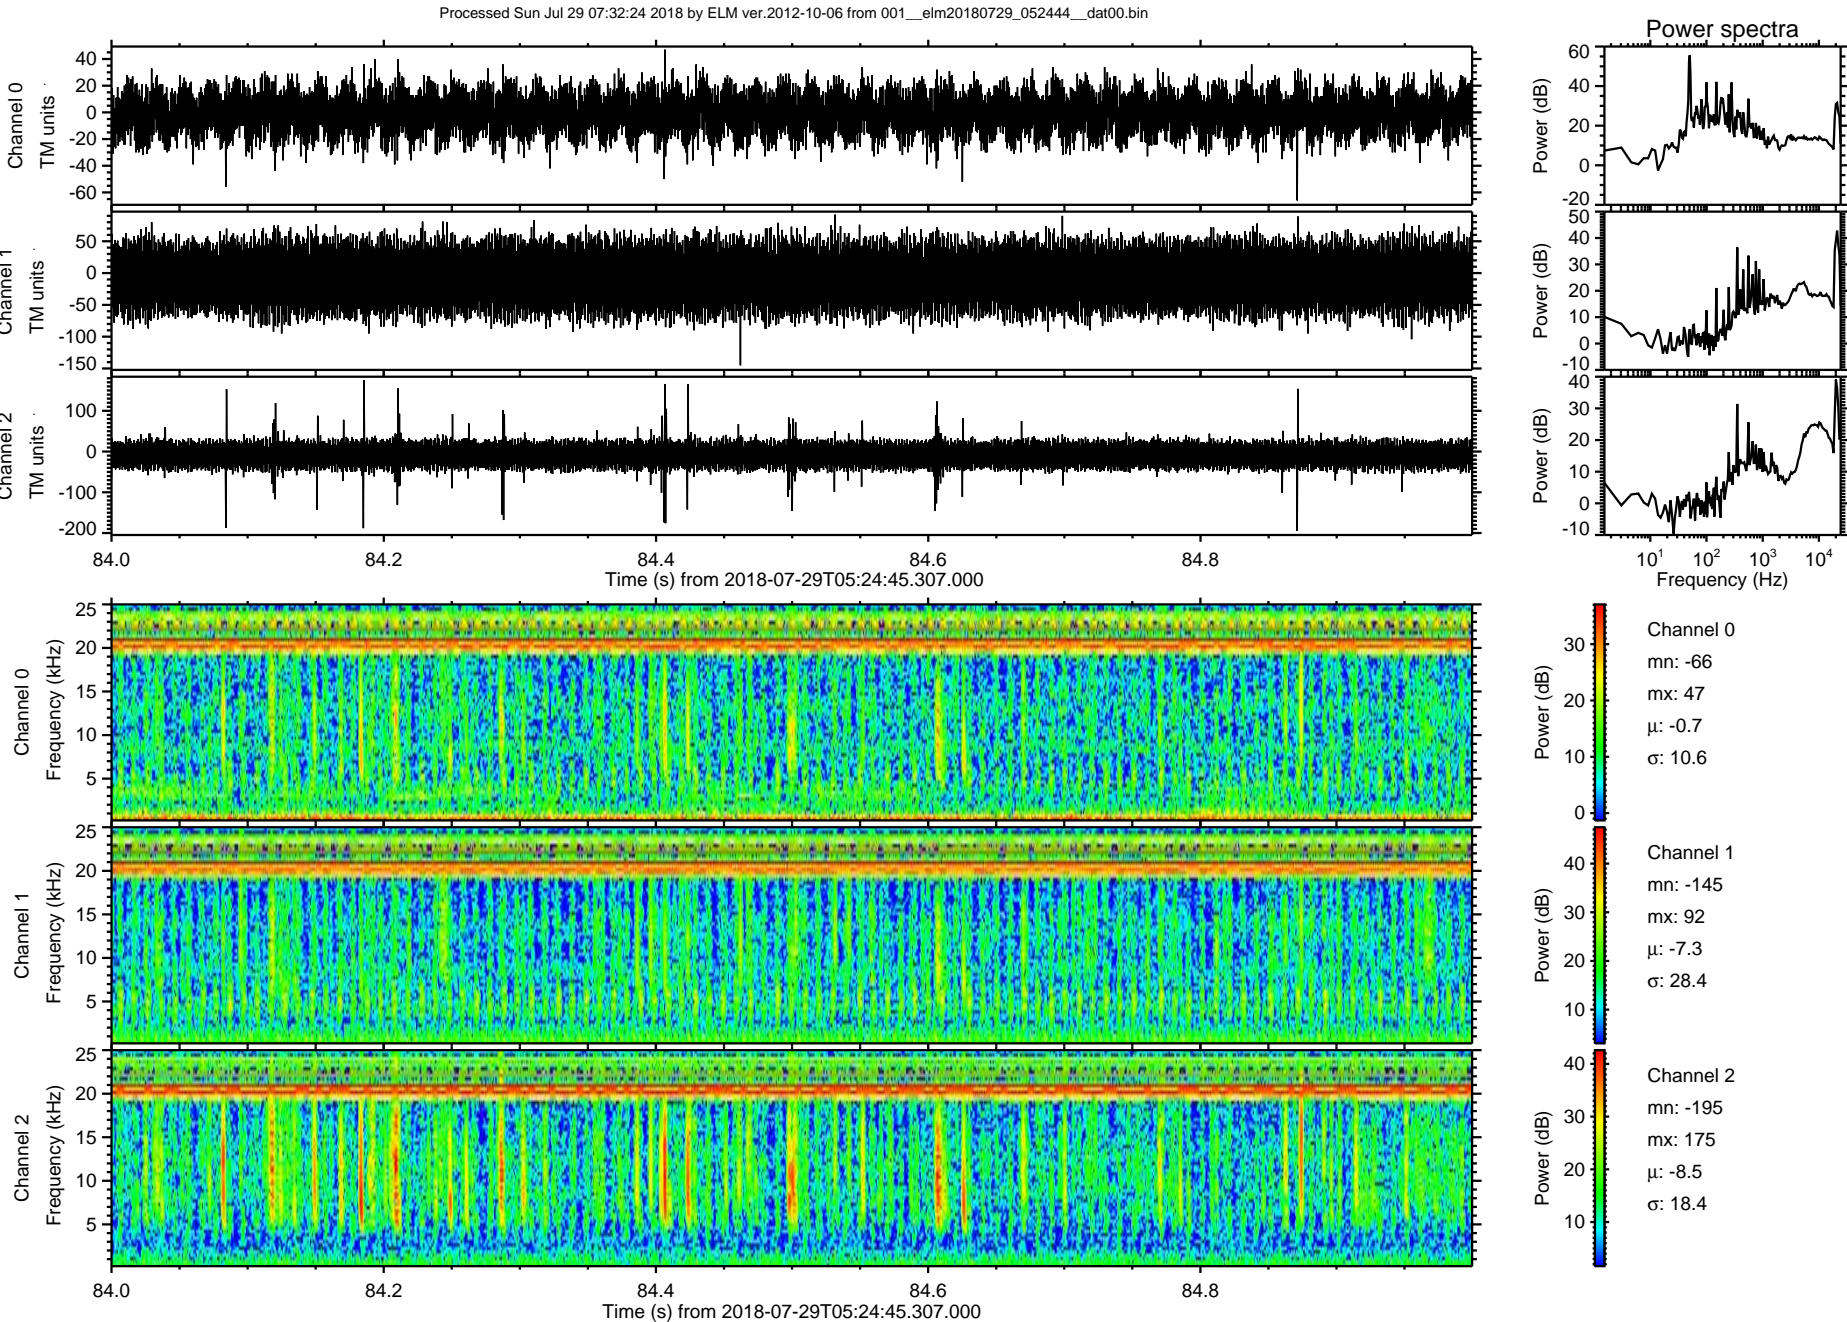 Processed Sun Jul 29 07:32:24 2018 by ELM ver.2012-10-06 from 001__elm20180729_052444__dat00.bin
Power spectra
Channel 0
TM units
40
20
0
-20
-40
-60
Power (dB)
60
40
20
0
-20
Channel 1
TM units
50
0
-50
-100
-150
Power (dB)
50
40
30
20
10
0
-10
Channel 2
TM units
100
0
-100
-200
Power (dB)
40
30
20
10
0
-10
84.0 84.2 84.4 84.6 84.8
Time (s) from 2018-07-29T05:24:45.307.000
10^1 10^2 10^3 10^4
Frequency (Hz)
Channel 0
Frequency (kHz)
25
20
15
10
5
Power (dB)
30
20
10
0
Channel 0
mn: -66
mx: 47
μ: -0.7
σ: 10.6
Channel 1
Frequency (kHz)
25
20
15
10
5
Power (dB)
40
30
20
10
Channel 1
mn: -145
mx: 92
μ: -7.3
σ: 28.4
Channel 2
Frequency (kHz)
25
20
15
10
5
Power (dB)
40
30
20
10
Channel 2
mn: -195
mx: 175
μ: -8.5
σ: 18.4
84.0 84.2 84.4 84.6 84.8
Time (s) from 2018-07-29T05:24:45.307.000